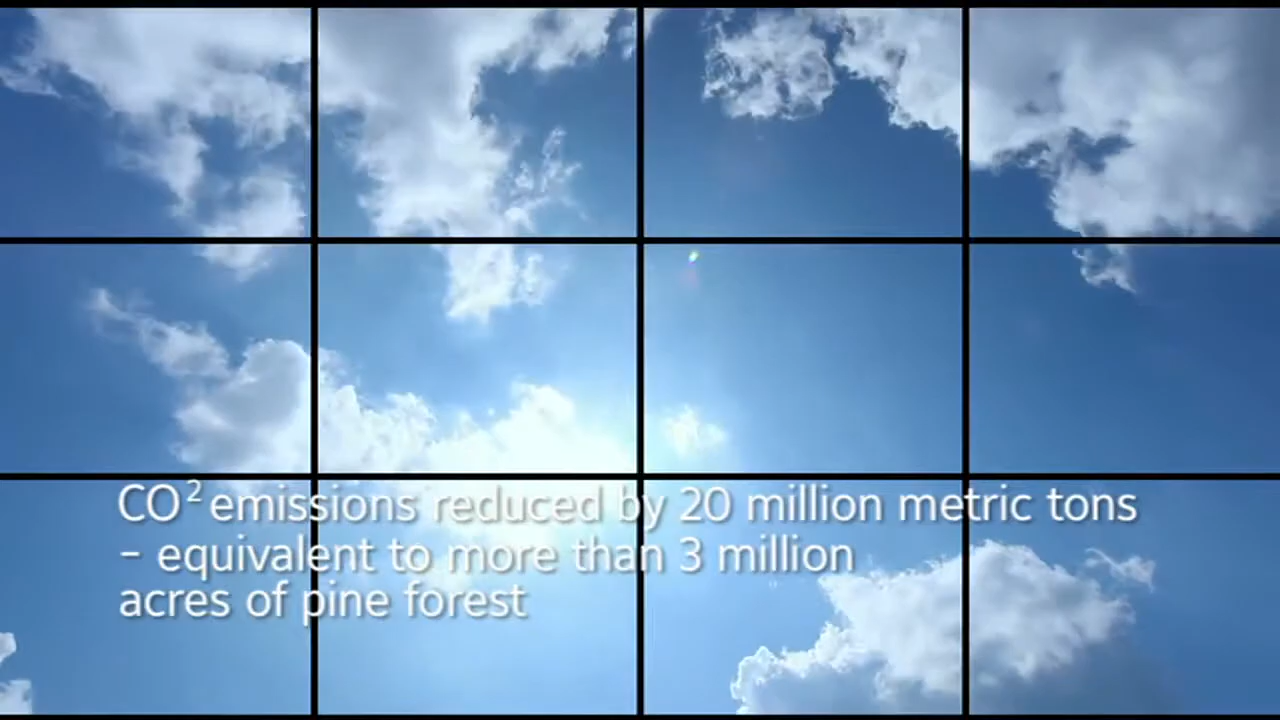 CO² emissions reduced by 20 million metric tons
– equivalent to more than 3 million
acres of pine forest